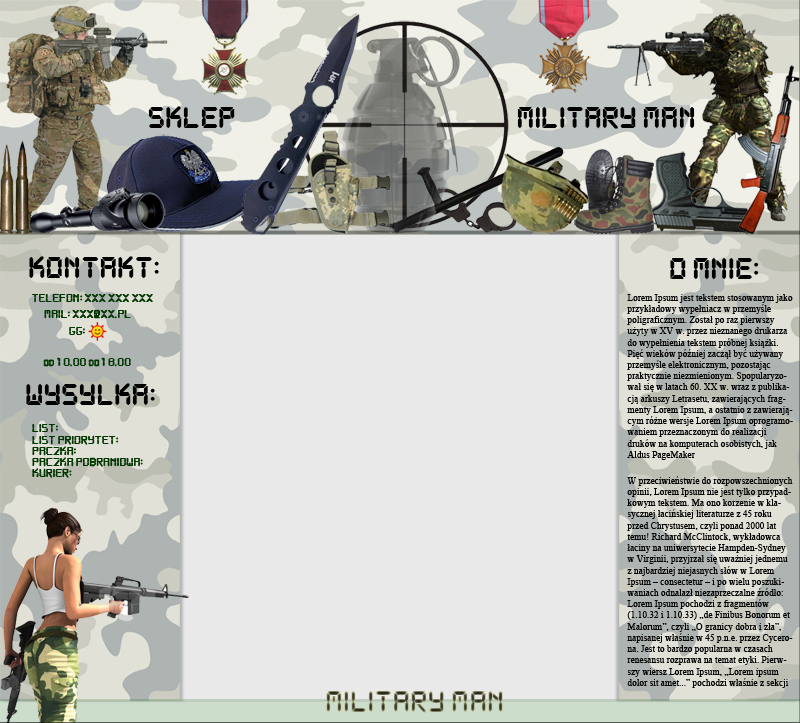 SKLEP
MILITARY MAN
KONTAKT:
TELEFON: XXX XXX XXX
MAIL: XXX@XX.PL
GG:
OD 10.00 DO 18.00
WYSYLKA:
LIST:
LIST PRIORYTET:
PACZKA:
PACZKA POBRANIOWA:
KURIER:
O MNIE:
Lorem Ipsum jest tekstem stosowanym jako
przykładowy wypełniacz w przemyśle
poligraficznym. Został po raz pierwszy
użyty w XV w. przez nieznanego drukarza
do wypełnienia tekstem próbnej książki.
Pięć wieków później zaczął być używany
przemyśle elektronicznym, pozostając
praktycznie niezmienionym. Spopularyzo-
wał się w latach 60. XX w. wraz z publika-
cją arkuszy Letrasetu, zawierających frag-
menty Lorem Ipsum, a ostatnio z zawierają-
cym różne wersje Lorem Ipsum oprogramo-
waniem przeznaczonym do realizacji
druków na komputerach osobistych, jak
Aldus PageMaker
W przeciwieństwie do rozpowszechnionych
opinii, Lorem Ipsum nie jest tylko przypad-
kowym tekstem. Ma ono korzenie w kla-
sycznej łacińskiej literaturze z 45 roku
przed Chrystusem, czyli ponad 2000 lat
temu! Richard McClintock, wykładowca
łaciny na uniwersytecie Hampden-Sydney
w Virginii, przyjrzał się uważniej jednemu
z najbardziej niejasnych słów w Lorem
Ipsum – consectetur – i po wielu poszuki-
waniach odnalazł niezaprzeczalne źródło:
Lorem Ipsum pochodzi z fragmentów
(1.10.32 i 1.10.33) „de Finibus Bonorum et
Malorum”, czyli „O granicy dobra i zła”,
napisanej właśnie w 45 p.n.e. przez Cycero-
na. Jest to bardzo popularna w czasach
renesansu rozprawa na temat etyki. Pierw-
szy wiersz Lorem Ipsum, „Lorem ipsum
dolor sit amet...” pochodzi właśnie z sekcji
MILITARY MAN